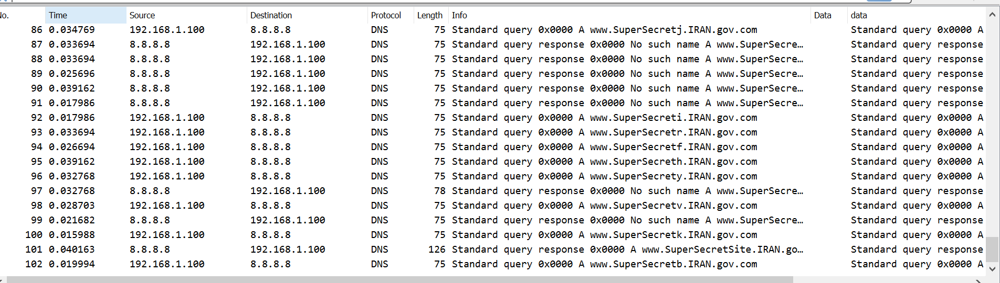 No. Time Source Destination Protocol Length Info Data data
86 0.034769 192.168.1.100 8.8.8.8 DNS 75 Standard query 0x0000 A www.SuperSecretj.IRAN.gov.com Standard query 0x0000 A
87 0.033694 8.8.8.8 192.168.1.100 DNS 75 Standard query response 0x0000 No such name A www.SuperSecre… Standard query response
88 0.033694 8.8.8.8 192.168.1.100 DNS 75 Standard query response 0x0000 No such name A www.SuperSecre… Standard query response
89 0.025696 8.8.8.8 192.168.1.100 DNS 75 Standard query response 0x0000 No such name A www.SuperSecre… Standard query response
90 0.039162 8.8.8.8 192.168.1.100 DNS 75 Standard query response 0x0000 No such name A www.SuperSecre… Standard query response
91 0.017986 8.8.8.8 192.168.1.100 DNS 75 Standard query response 0x0000 No such name A www.SuperSecre… Standard query response
92 0.017986 192.168.1.100 8.8.8.8 DNS 75 Standard query 0x0000 A www.SuperSecreti.IRAN.gov.com Standard query 0x0000 A
93 0.033694 192.168.1.100 8.8.8.8 DNS 75 Standard query 0x0000 A www.SuperSecretr.IRAN.gov.com Standard query 0x0000 A
94 0.026694 192.168.1.100 8.8.8.8 DNS 75 Standard query 0x0000 A www.SuperSecretf.IRAN.gov.com Standard query 0x0000 A
95 0.039162 192.168.1.100 8.8.8.8 DNS 75 Standard query 0x0000 A www.SuperSecreth.IRAN.gov.com Standard query 0x0000 A
96 0.032768 192.168.1.100 8.8.8.8 DNS 75 Standard query 0x0000 A www.SuperSecrety.IRAN.gov.com Standard query 0x0000 A
97 0.032768 8.8.8.8 192.168.1.100 DNS 78 Standard query response 0x0000 No such name A www.SuperSecre… Standard query response
98 0.028703 192.168.1.100 8.8.8.8 DNS 75 Standard query 0x0000 A www.SuperSecretv.IRAN.gov.com Standard query 0x0000 A
99 0.021682 8.8.8.8 192.168.1.100 DNS 75 Standard query response 0x0000 No such name A www.SuperSecre… Standard query response
100 0.015988 192.168.1.100 8.8.8.8 DNS 75 Standard query 0x0000 A www.SuperSecretk.IRAN.gov.com Standard query 0x0000 A
101 0.040163 8.8.8.8 192.168.1.100 DNS 126 Standard query response 0x0000 A www.SuperSecretSite.IRAN.go… Standard query response
102 0.019994 192.168.1.100 8.8.8.8 DNS 75 Standard query 0x0000 A www.SuperSecretb.IRAN.gov.com Standard query 0x0000 A